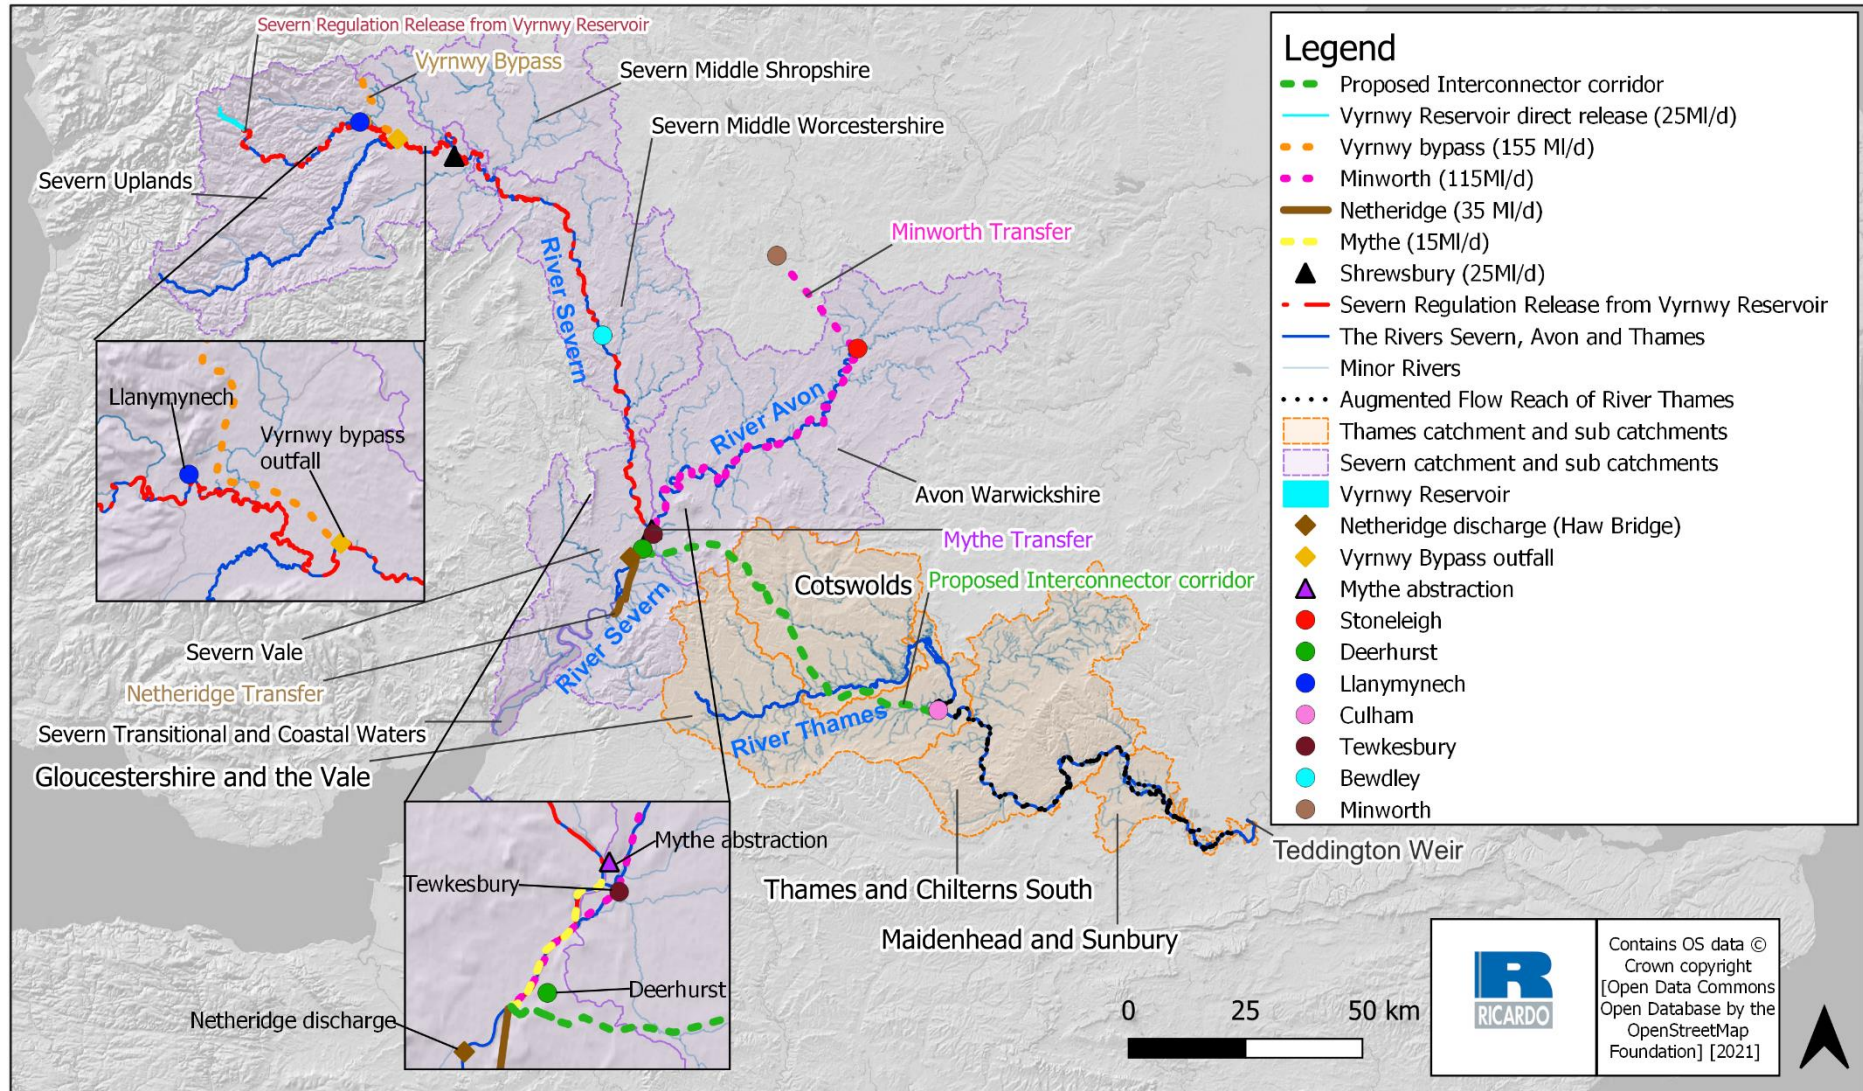 Severn Regulation Release from Vyrnwy Reservoir
Vyrnwy Bypass
Severn Middle Shropshire
Severn Middle Worcestershire
Severn Uplands
Minworth Transfer
River Severn
River Avon
Llanymynech
Vyrnwy bypass
outfall
Avon Warwickshire
Mythe Transfer
Cotswolds
Proposed Interconnector corridor
River Severn
Severn Vale
Netheridge Transfer
Severn Transitional and Coastal Waters
Gloucestershire and the Vale
River Thames
Mythe abstraction
Tewkesbury
Deerhurst
Netheridge discharge
Thames and Chilterns South
Maidenhead and Sunbury
Teddington Weir
Legend
Proposed Interconnector corridor
Vyrnwy Reservoir direct release (25Ml/d)
Vyrnwy bypass (155 Ml/d)
Minworth (115Ml/d)
Netheridge (35 Ml/d)
Mythe (15Ml/d)
Shrewsbury (25Ml/d)
Severn Regulation Release from Vyrnwy Reservoir
The Rivers Severn, Avon and Thames
Minor Rivers
Augmented Flow Reach of River Thames
Thames catchment and sub catchments
Severn catchment and sub catchments
Vyrnwy Reservoir
Netheridge discharge (Haw Bridge)
Vyrnwy Bypass outfall
Mythe abstraction
Stoneleigh
Deerhurst
Llanymynech
Culham
Tewkesbury
Bewdley
Minworth
0 25 50 km
R
RICARDO
Contains OS data ©
Crown copyright
[Open Data Commons
Open Database by the
OpenStreetMap
Foundation] [2021]